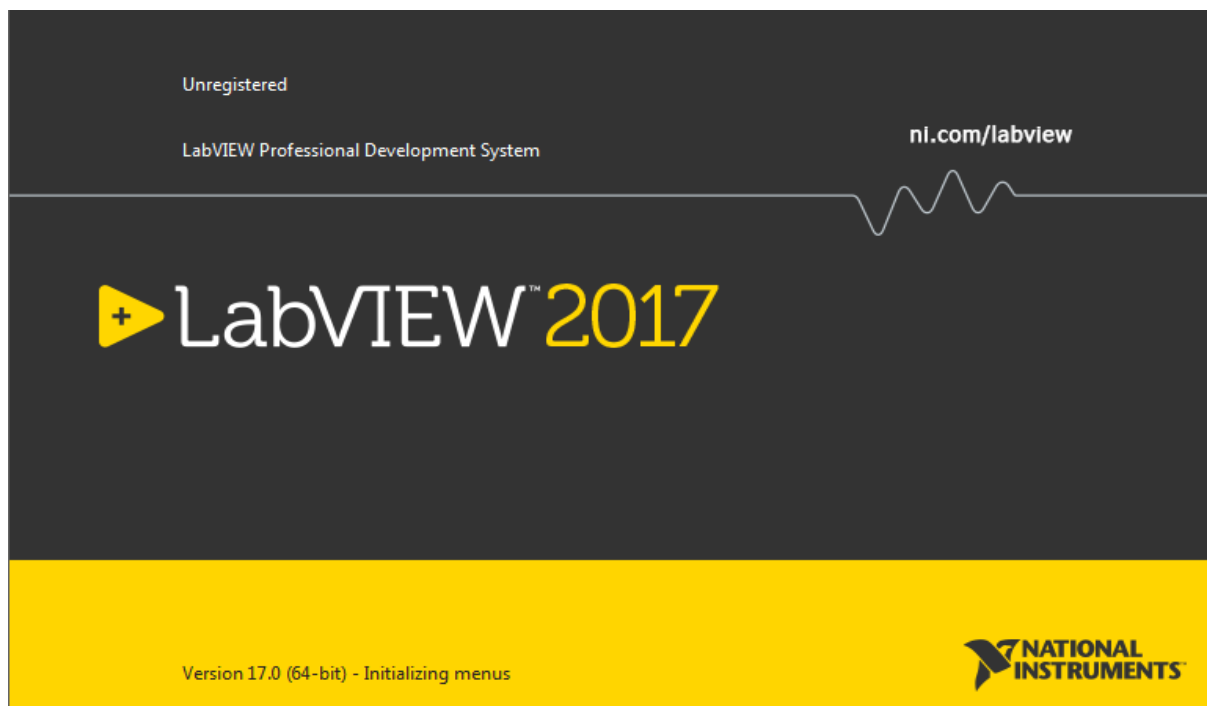 Unregistered
LabVIEW Professional Development System
ni.com/labview
LabVIEW™ 2017
Version 17.0 (64-bit) - Initializing menus
NATIONAL
INSTRUMENTS™